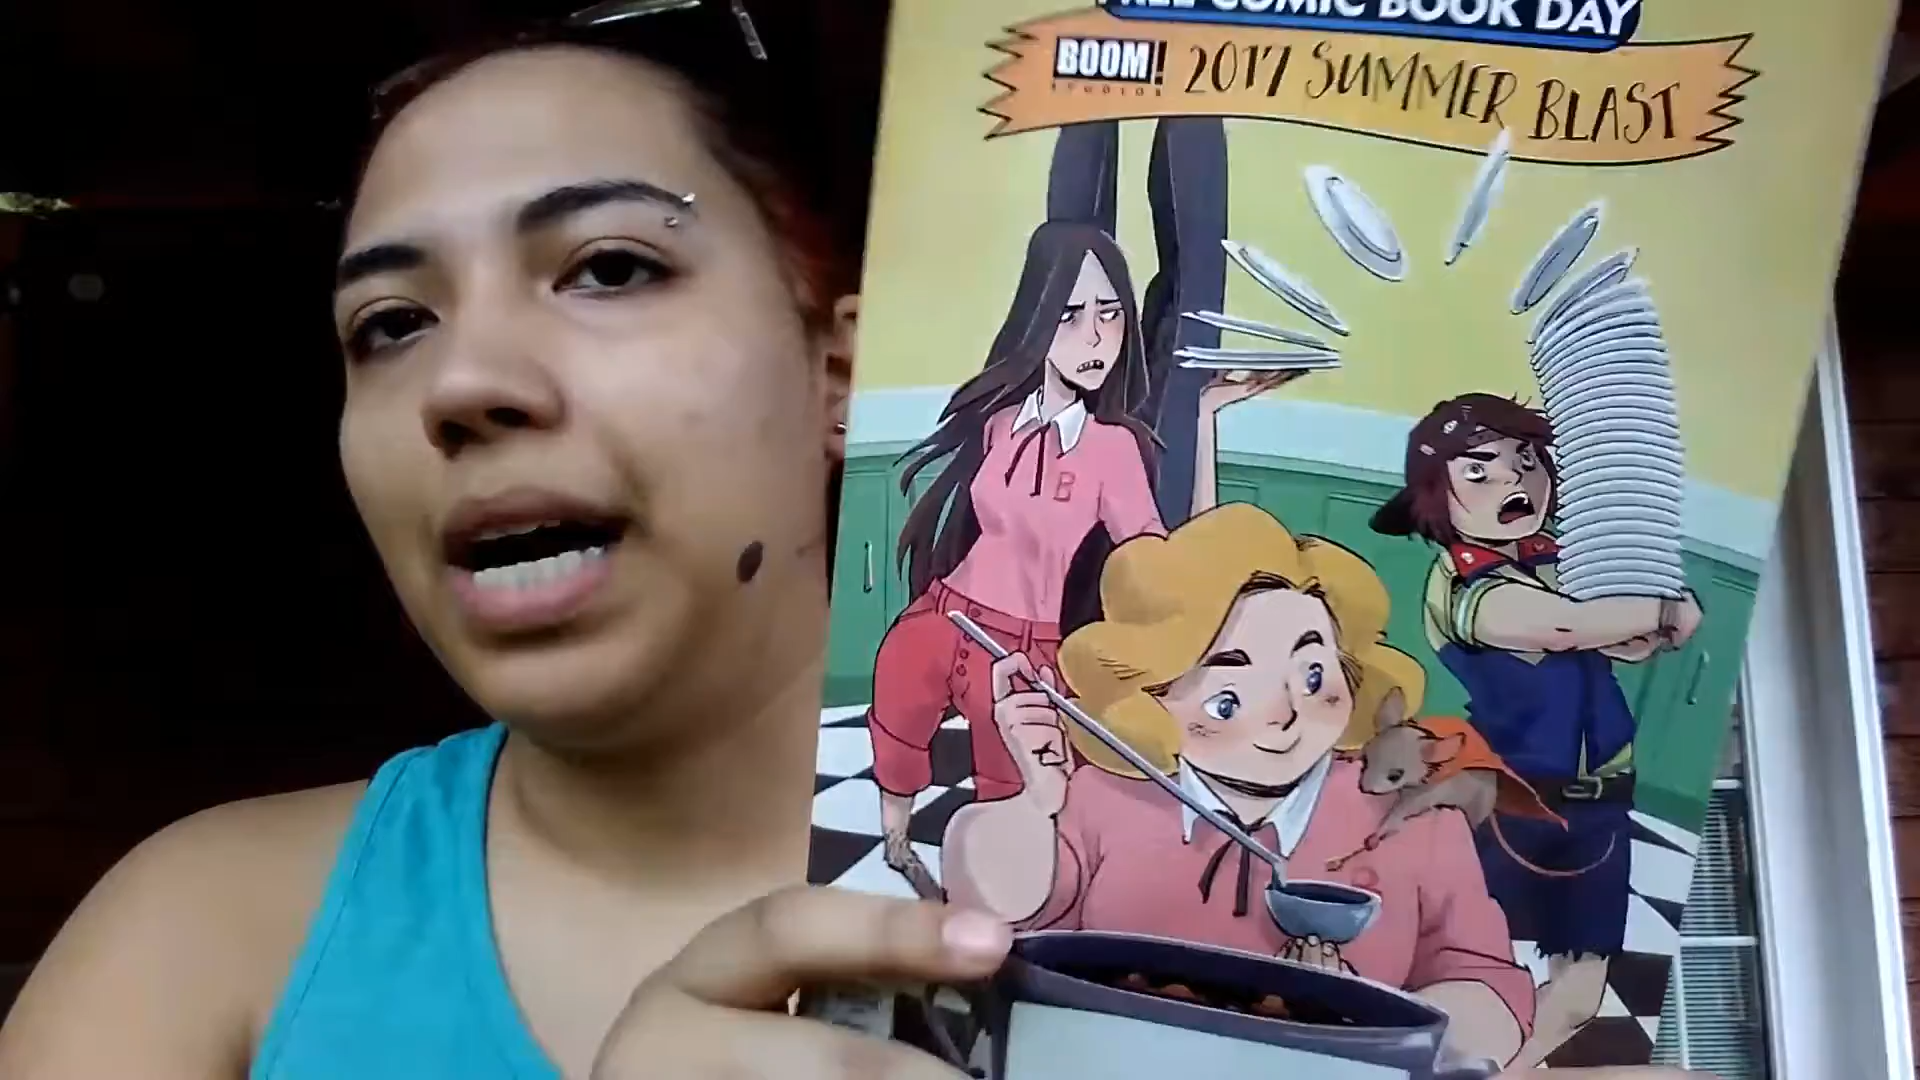 FREE COMIC BOOK DAY
BOOM! 2017 SUMMER BLAST
STUDIOS
B
B